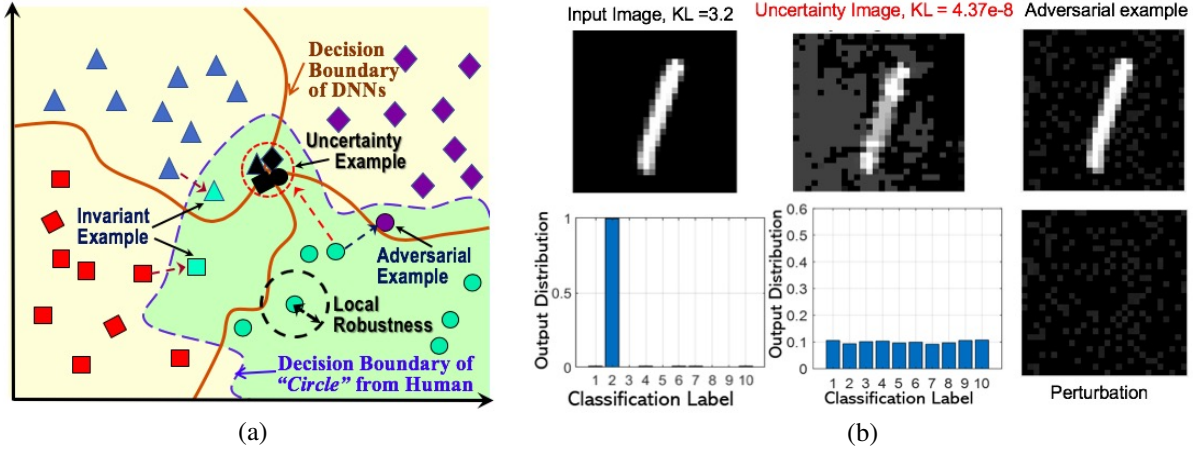 Decision
Boundary
of DNNs
Uncertainty
Example
Invariant
Example
Adversarial
Example
Local
Robustness
Decision Boundary of
“Circle” from Human
(a)
Input Image, KL =3.2
Uncertainty Image, KL = 4.37e-8
Adversarial example
Output Distribution
1
0.5
0
1 2 3 4 5 6 7 8 9 10
Classification Label
Output Distribution
0.6
0.5
0.4
0.3
0.2
0.1
0
1 2 3 4 5 6 7 8 9 10
Classification Label
Perturbation
(b)